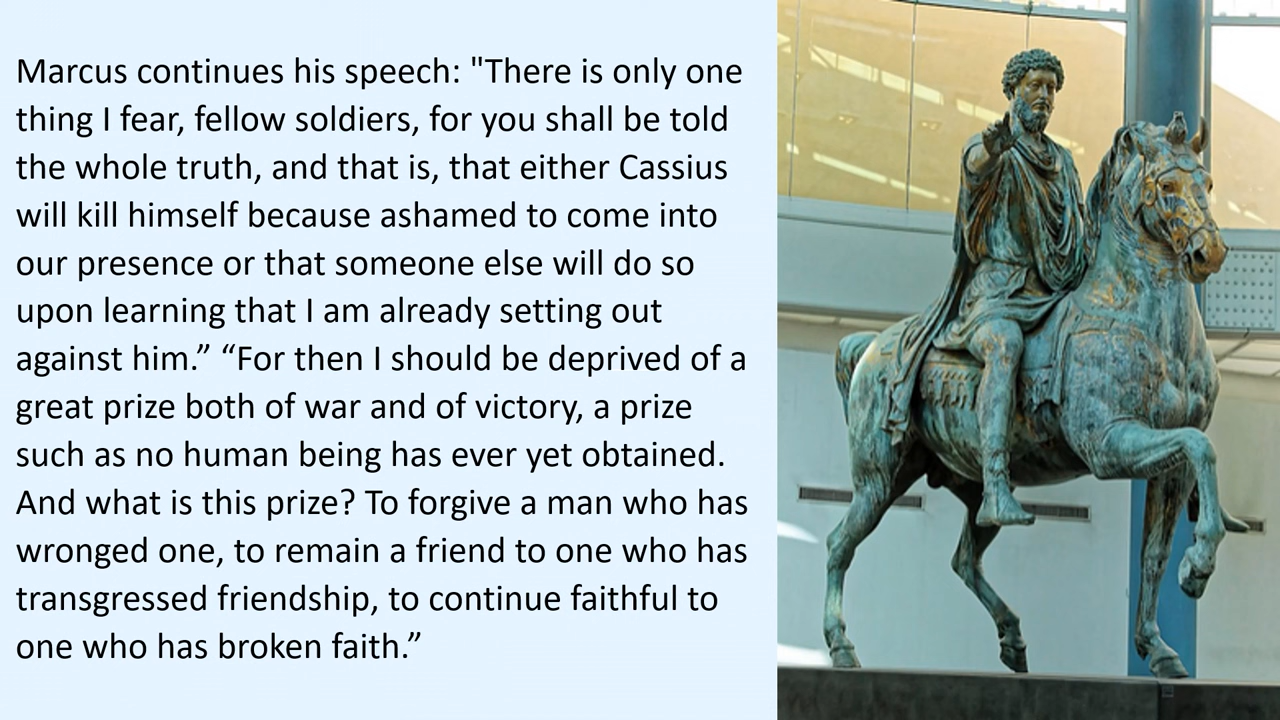 Marcus continues his speech: "There is only one
thing I fear, fellow soldiers, for you shall be told
the whole truth, and that is, that either Cassius
will kill himself because ashamed to come into
our presence or that someone else will do so
upon learning that I am already setting out
against him.” “For then I should be deprived of a
great prize both of war and of victory, a prize
such as no human being has ever yet obtained.
And what is this prize? To forgive a man who has
wronged one, to remain a friend to one who has
transgressed friendship, to continue faithful to
one who has broken faith.”